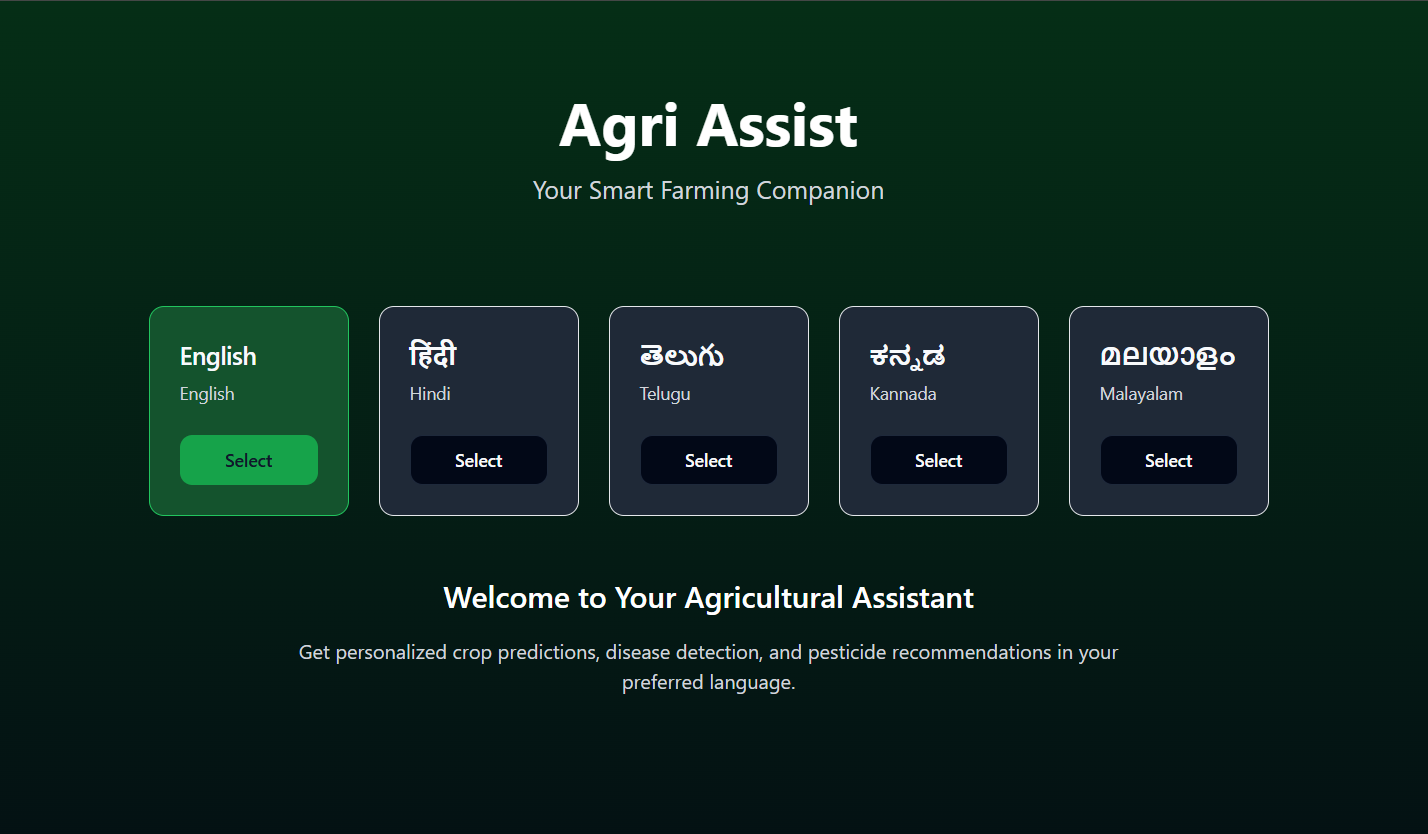 Agri Assist
Your Smart Farming Companion
English
English
Select
हिंदी
Hindi
Select
తెలుగు
Telugu
Select
ಕನ್ನಡ
Kannada
Select
മലയാളം
Malayalam
Select
Welcome to Your Agricultural Assistant
Get personalized crop predictions, disease detection, and pesticide recommendations in your
preferred language.